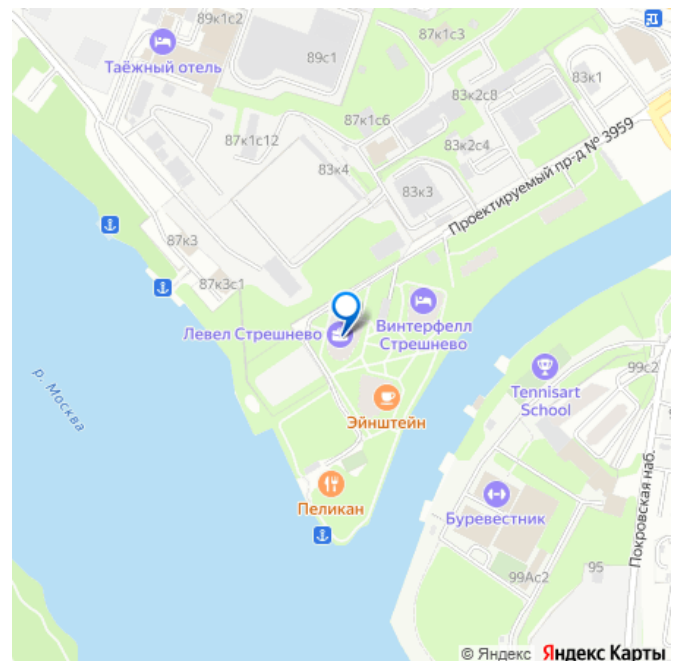 89к1с2
87к1с3
Таёжный отель
89с1
83к1
83к2с8
87к1с6
87к1с12
83к2с4
83к4
Проектируемый пр-д № 3959
83к3
87к3
87к3с1
Левел Стрешнево
Винтерфелл
Стрешнево
р. Москва
99с2
Tennisart
School
Эйнштейн
Пеликан
Буревестник
Покровская наб.
99Ас2
95
© Яндекс Яндекс Карты